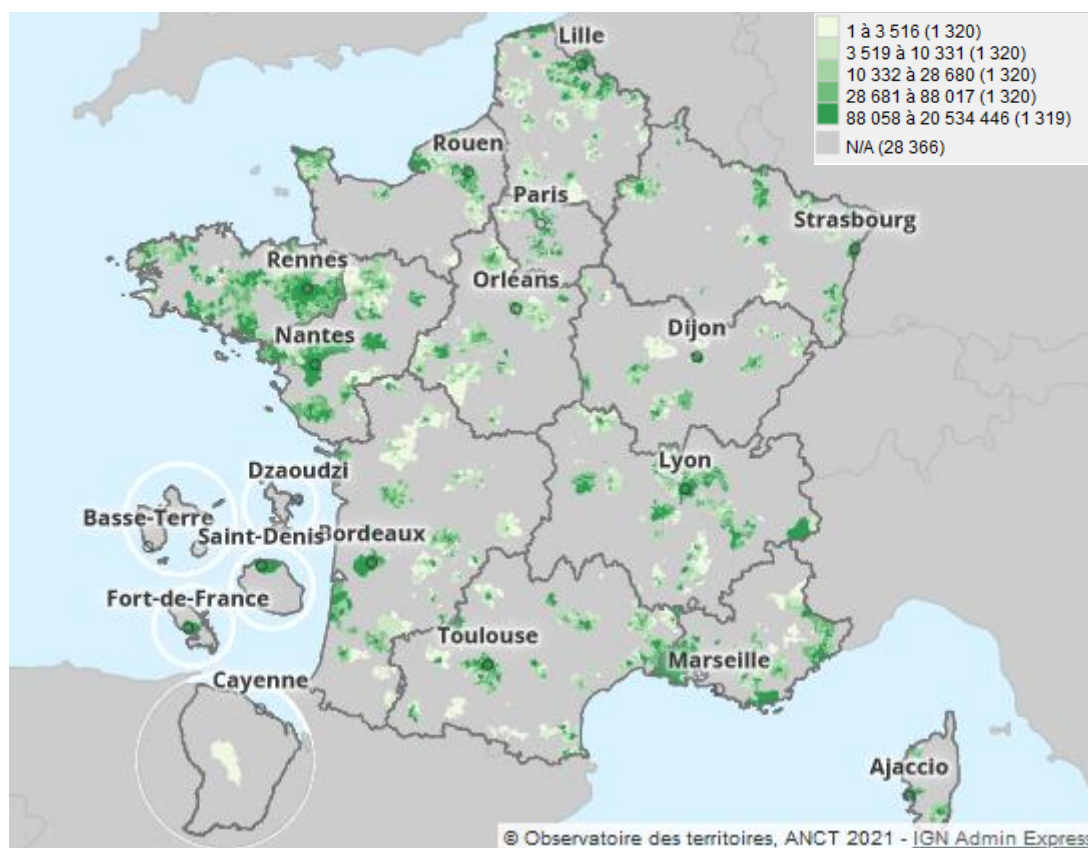 1 à 3 516 (1 320)
3 519 à 10 331 (1 320)
10 332 à 28 680 (1 320)
28 681 à 88 017 (1 320)
88 058 à 20 534 446 (1 319)
N/A (28 366)
Lille
Rouen
Paris
Strasbourg
Rennes
Orléans
Nantes
Dijon
Lyon
Dzaoudzi
Basse-Terre
Saint-Denis
Bordeaux
Fort-de-France
Toulouse
Marseille
Cayenne
Ajaccio
© Observatoire des territoires, ANCT 2021 - IGN Admin Express